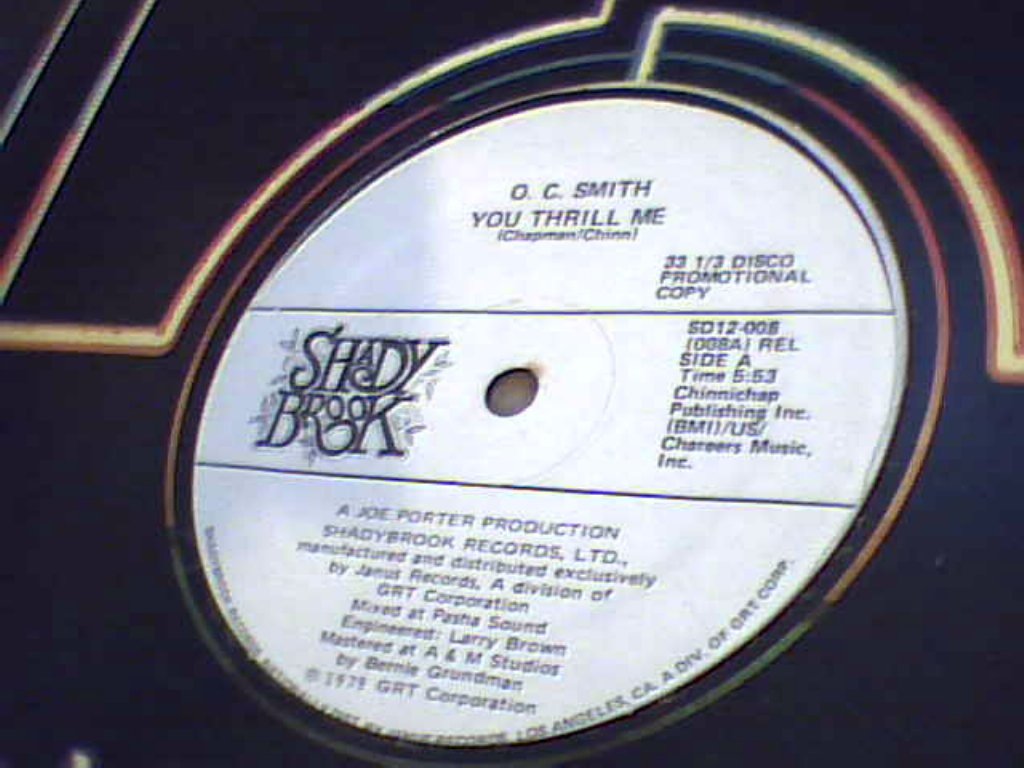 O. C. SMITH
YOU THRILL ME
(Chapman/Chinn)
33 1/3 DISCO
PROMOTIONAL
COPY
SHADY
BROOK
SD12-008
(008A) REL
SIDE A
Time 5:53
Chinnichap
Publishing Inc.
(BMI)/US/
Chareers Music,
Inc.
A JOE PORTER PRODUCTION
SHADYBROOK RECORDS, LTD.,
manufactured and distributed exclusively
by Janus Records, A division of
GRT Corporation
Mixed at Pasha Sound
Engineered: Larry Brown
Mastered at A & M Studios
by Bernie Grundman
© 1979 GRT Corporation
RECORDS, LOS ANGELES, CA. A DIV. OF GRT CORP.